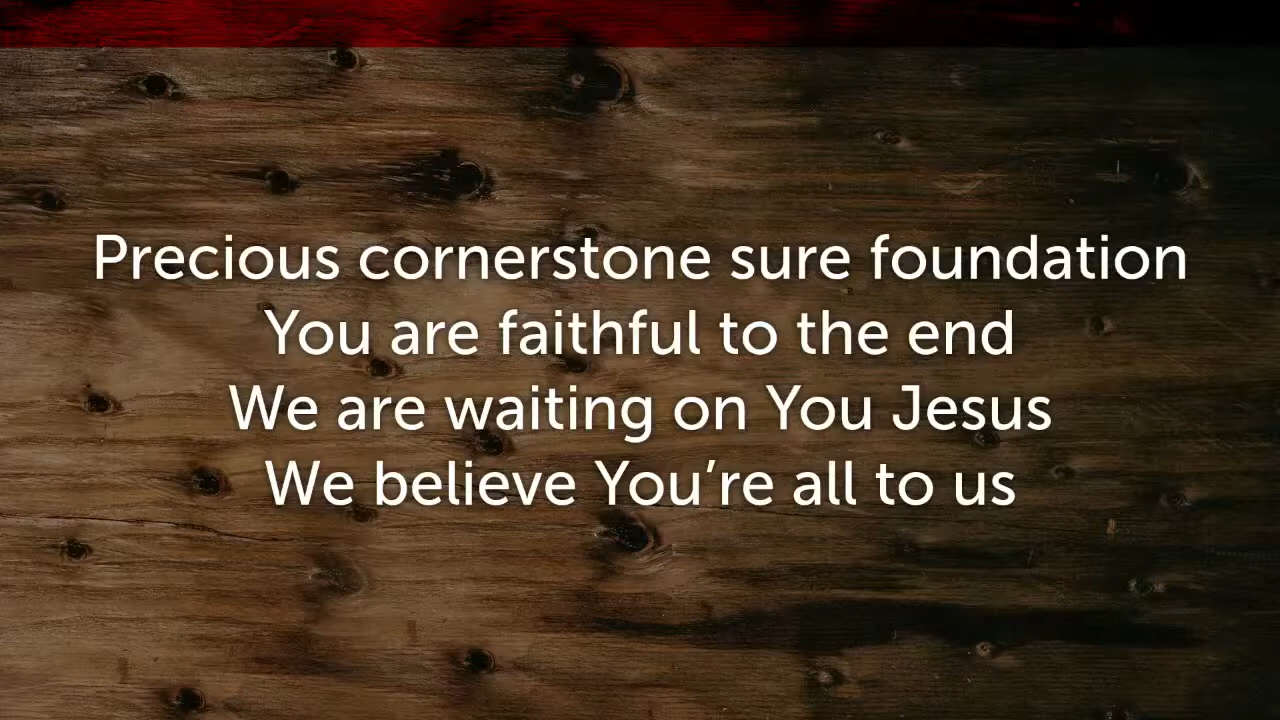 Precious cornerstone sure foundation
You are faithful to the end
We are waiting on You Jesus
We believe You’re all to us